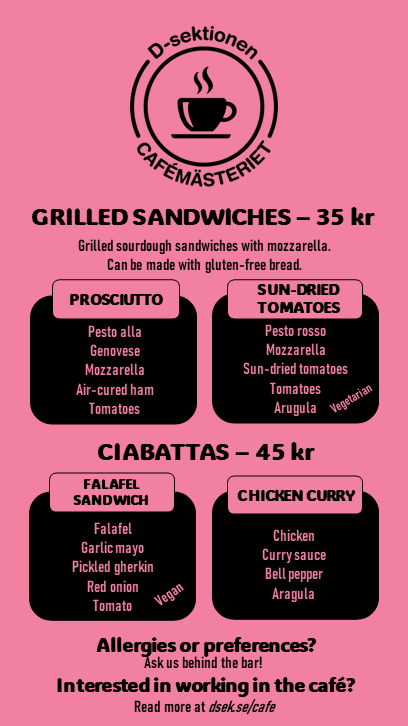 D-sektionen
CAFÉMÄSTERIET
GRILLED SANDWICHES – 35 kr
Grilled sourdough sandwiches with mozzarella.
Can be made with gluten-free bread.
PROSCIUTTO
Pesto alla
Genovese
Mozzarella
Air-cured ham
Tomatoes
SUN-DRIED
TOMATOES
Pesto rosso
Mozzarella
Sun-dried tomatoes
Tomatoes
Arugula
Vegetarian
CIABATTAS – 45 kr
FALAFEL
SANDWICH
Falafel
Garlic mayo
Pickled gherkin
Red onion
Tomato
Vegan
CHICKEN CURRY
Chicken
Curry sauce
Bell pepper
Aragula
Allergies or preferences?
Ask us behind the bar!
Interested in working in the café?
Read more at dsek.se/cafe